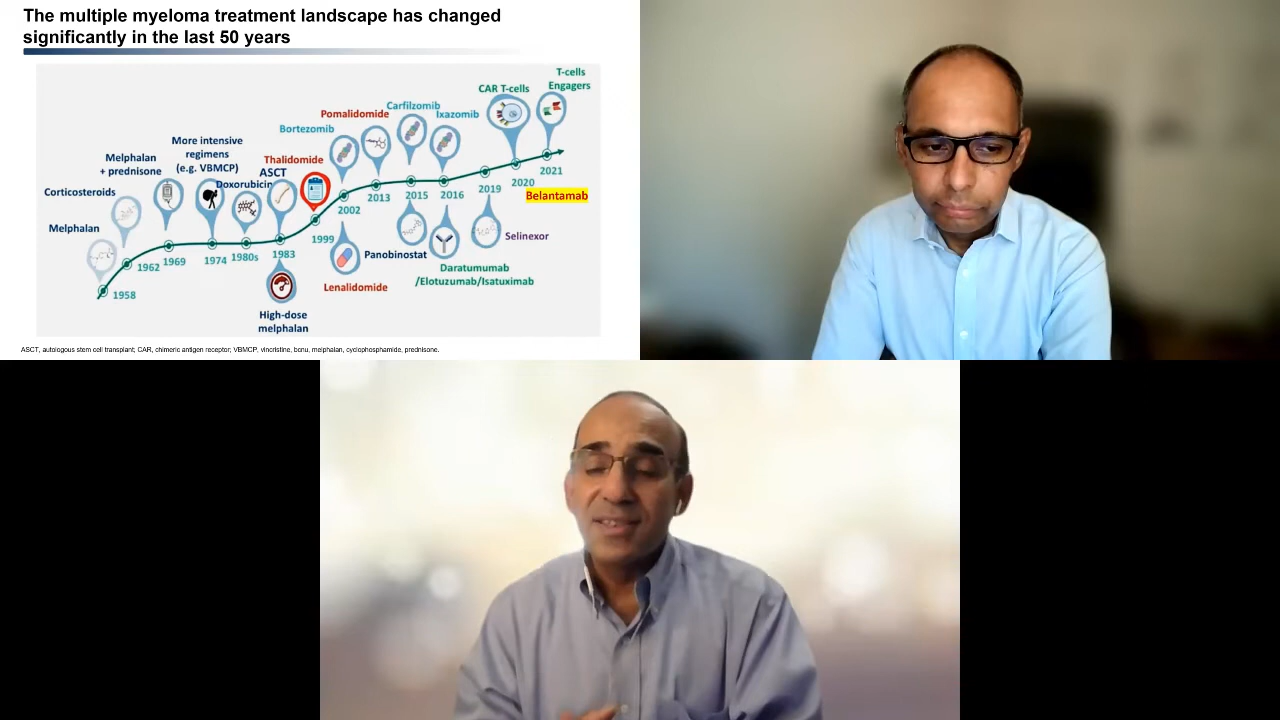 The multiple myeloma treatment landscape has changed
significantly in the last 50 years
T-cells
Engagers
CAR T-cells
Carfilzomib
Pomalidomide
Ixazomib
Bortezomib
More intensive
regimens
(e.g. VBMCP)
Melphalan
+ prednisone
Thalidomide
ASCT
Doxorubicin
Corticosteroids
Melphalan
1958
1962
1969
1974
1980s
1983
1999
2002
2013
2015
2016
2019
2020
2021
Belantamab
Panobinostat
Selinexor
Daratumumab
/Elotuzumab/Isatuximab
Lenalidomide
High-dose
melphalan
ASCT, autologous stem cell transplant; CAR, chimeric antigen receptor; VBMCP, vincristine, bcnu, melphalan, cyclophosphamide, prednisone.